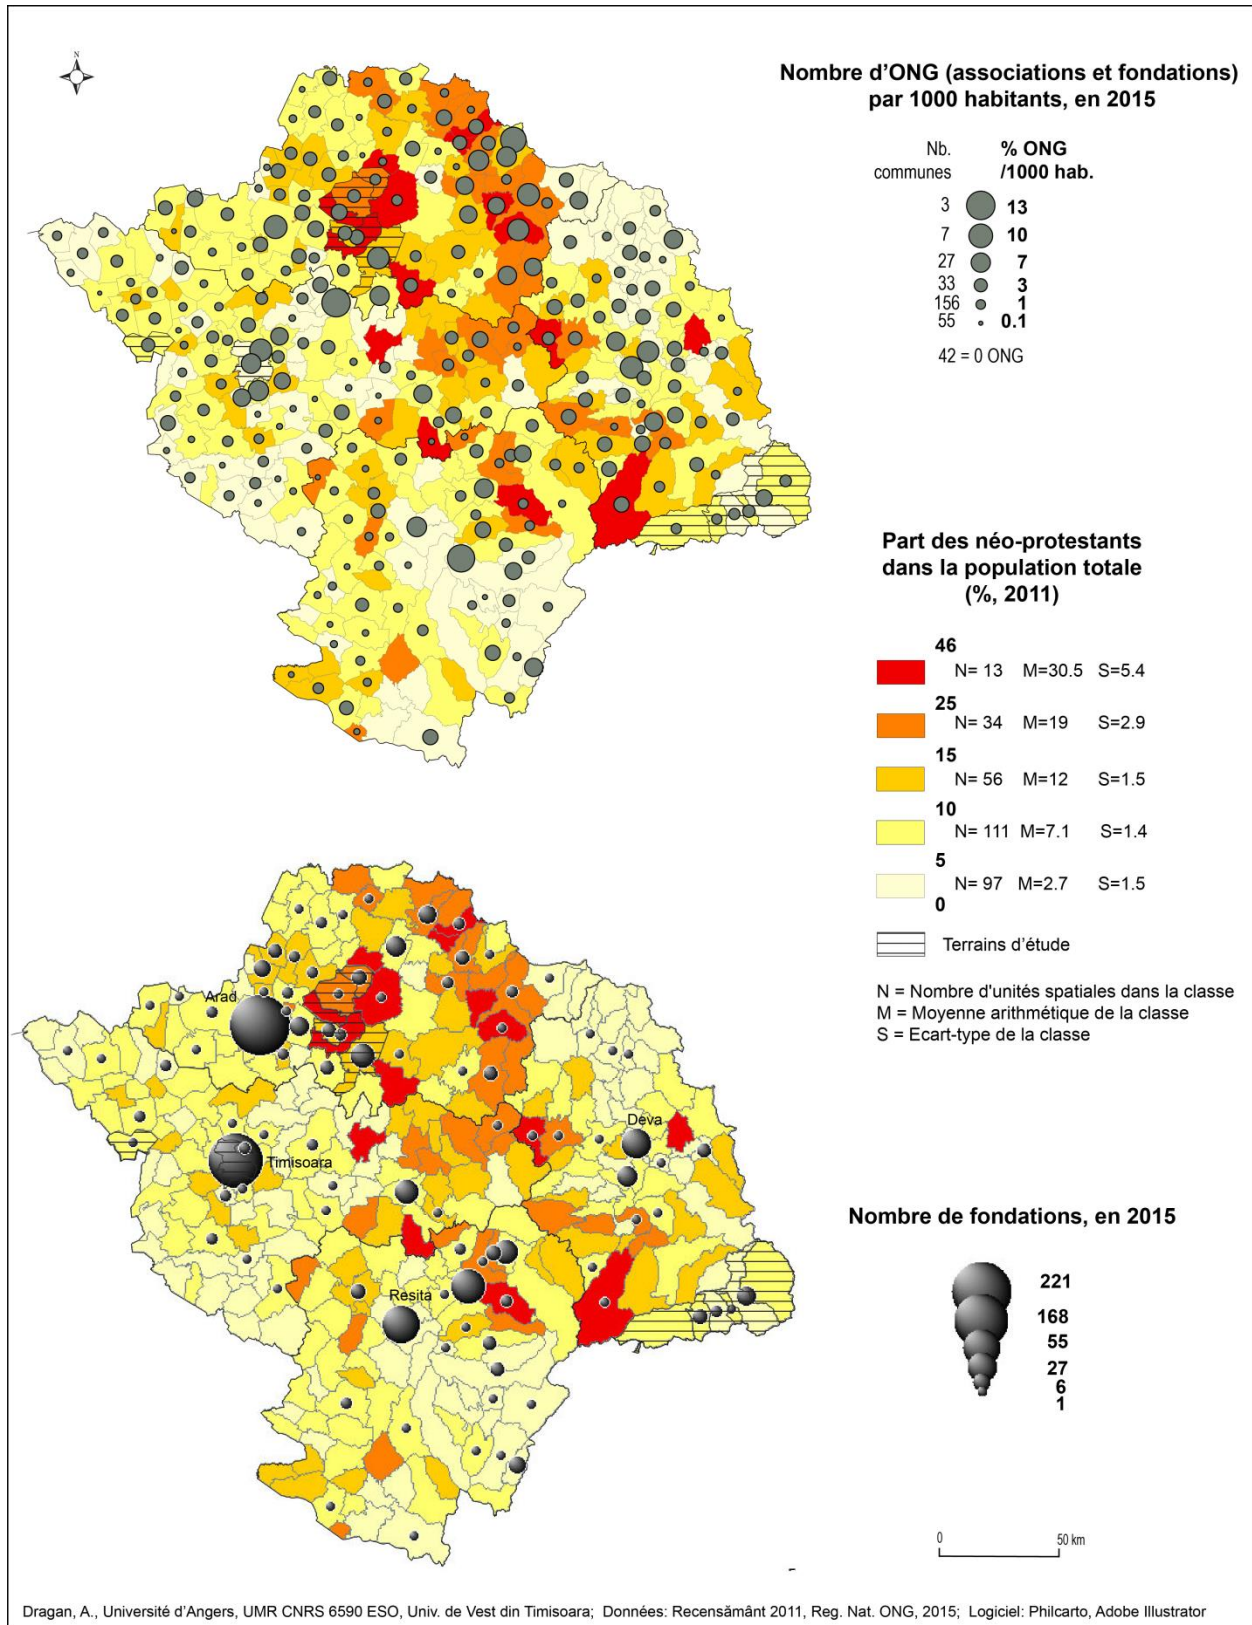 N
Nombre d'ONG (associations et fondations)
par 1000 habitants, en 2015
Nb. % ONG
communes /1000 hab.
3 13
7 10
27 7
33 3
156 1
55 0.1
42 = 0 ONG
Part des néo-protestants
dans la population totale
(%, 2011)
46
N= 13 M=30.5 S=5.4
25
N= 34 M=19 S=2.9
15
N= 56 M=12 S=1.5
10
N= 111 M=7.1 S=1.4
5
N= 97 M=2.7 S=1.5
0
Terrains d'étude
N = Nombre d'unités spatiales dans la classe
M = Moyenne arithmétique de la classe
S = Ecart-type de la classe
Arad
Deva
Timisoara
Resita
Nombre de fondations, en 2015
221
168
55
27
6
1
0 50 km
Dragan, A., Université d'Angers, UMR CNRS 6590 ESO, Univ. de Vest din Timisoara; Données: Recensământ 2011, Reg. Nat. ONG, 2015; Logiciel: Philcarto, Adobe Illustrator